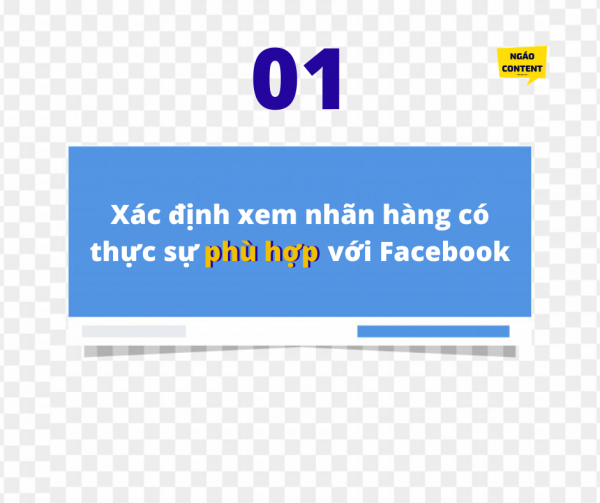 01
NGÁO
CONTENT
Xác định xem nhãn hàng có
thực sự phù hợp với Facebook